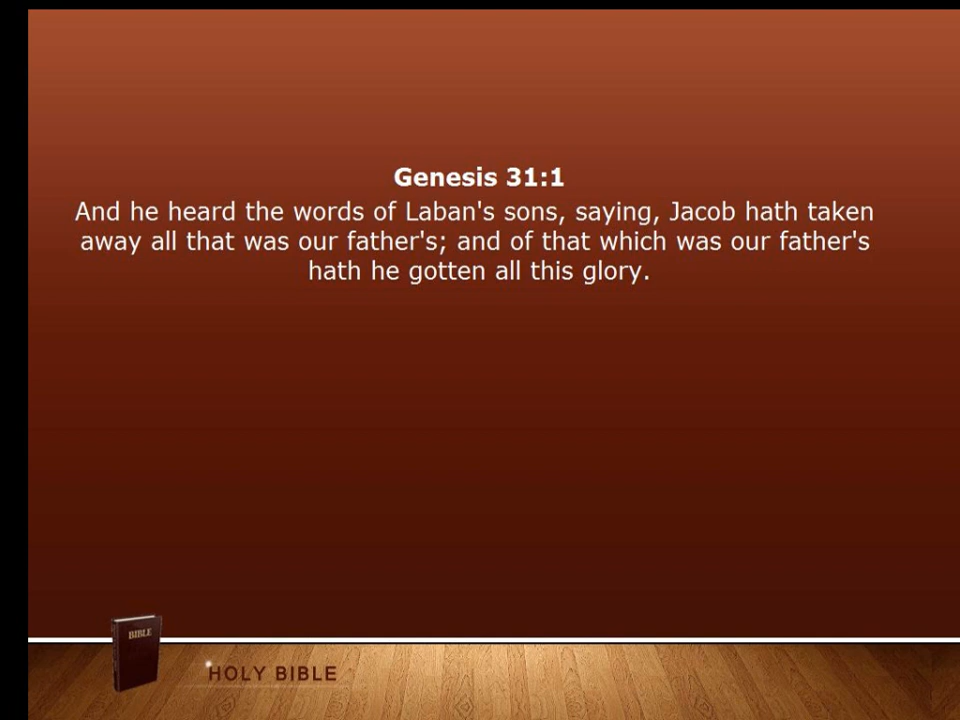 Genesis 31:1
And he heard the words of Laban's sons, saying, Jacob hath taken
away all that was our father's; and of that which was our father's
hath he gotten all this glory.
BIBLE
HOLY BIBLE